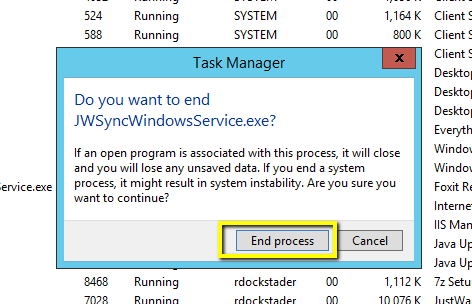 524 Running SYSTEM 00 1,164 K Client S
588 Running SYSTEM 00 800 K Client S
Task Manager
x
Client S
Do you want to end
JWSyncWindowsService.exe?
Desktop
Desktop
Desktop
Everyth
If an open program is associated with this process, it will close
and you will lose any unsaved data. If you end a system
process, it might result in system instability. Are you sure you
want to continue?
Window
Window
Service.exe
Foxit Re
Internet
End process
Cancel
IIS Man
Java Up
Java Up
8468 Running rdockstader 00 1,112 K 7z Setu
7028 Running rdockstader 00 10,076 K JustWa